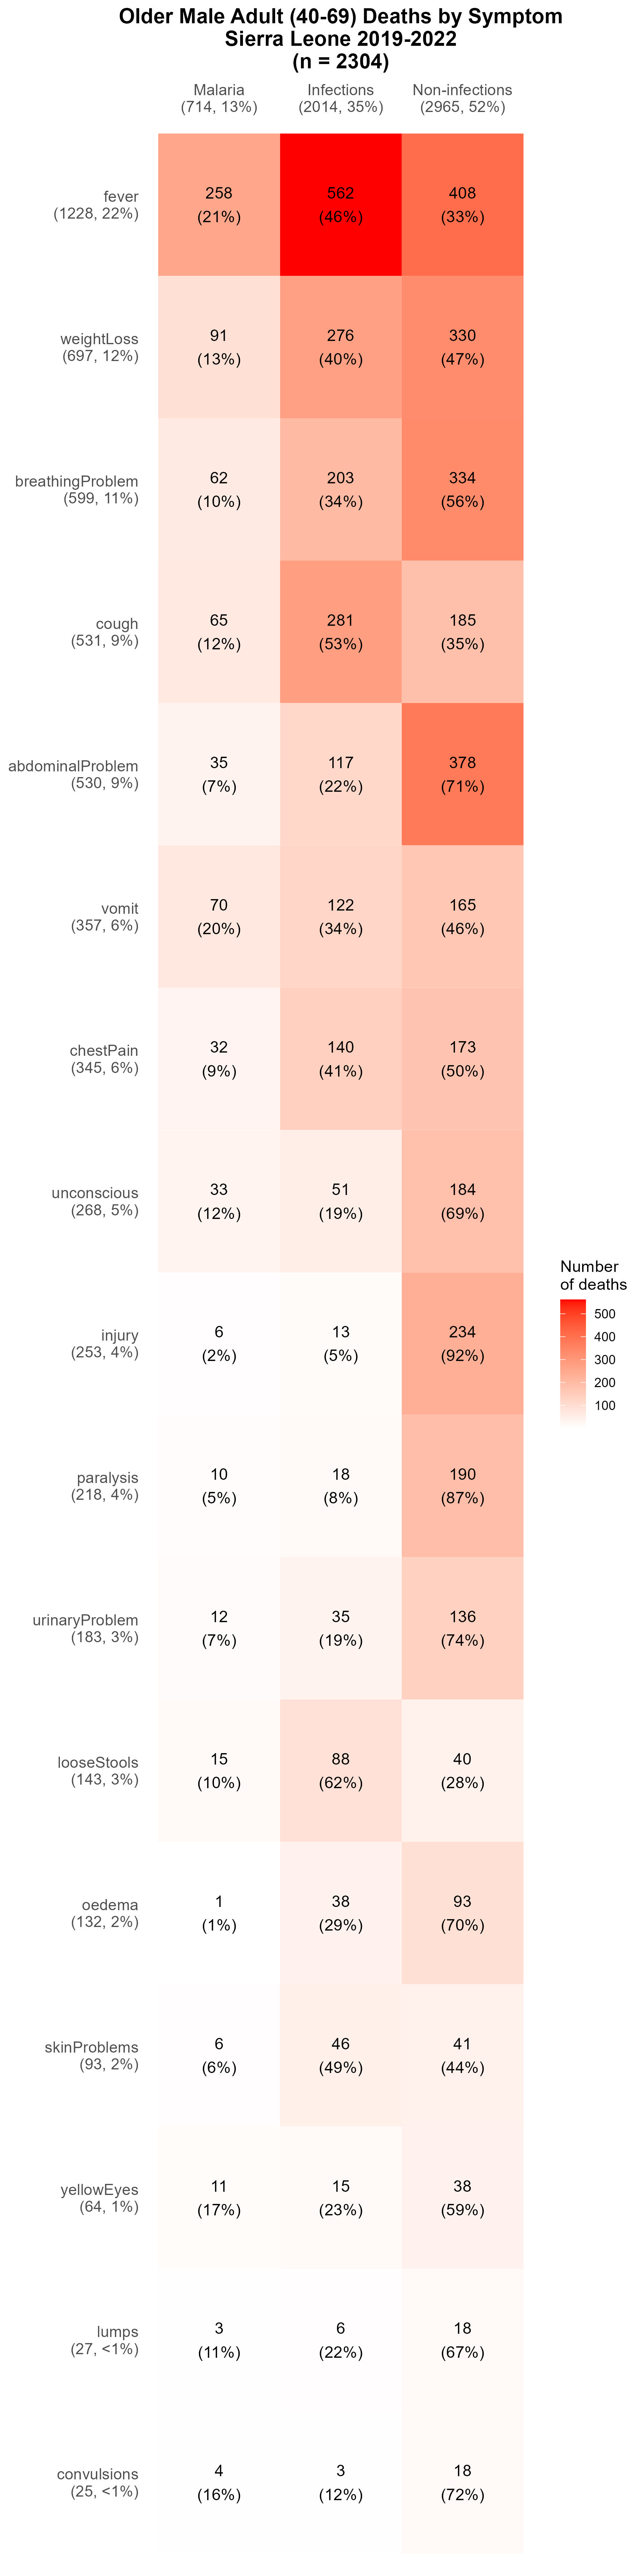 Older Male Adult (40-69) Deaths by Symptom
Sierra Leone 2019-2022
(n = 2304)
Malaria Infections Non-infections
(714, 13%) (2014, 35%) (2965, 52%)
fever 258 562 408
(1228, 22%) (21%) (46%) (33%)
weightLoss 91 276 330
(697, 12%) (13%) (40%) (47%)
breathingProblem 62 203 334
(599, 11%) (10%) (34%) (56%)
cough 65 281 185
(531, 9%) (12%) (53%) (35%)
abdominalProblem 35 117 378
(530, 9%) (7%) (22%) (71%)
vomit 70 122 165
(357, 6%) (20%) (34%) (46%)
chestPain 32 140 173
(345, 6%) (9%) (41%) (50%)
unconscious 33 51 184
(268, 5%) (12%) (19%) (69%)
injury 6 13 234
(253, 4%) (2%) (5%) (92%)
paralysis 10 18 190
(218, 4%) (5%) (8%) (87%)
urinaryProblem 12 35 136
(183, 3%) (7%) (19%) (74%)
looseStools 15 88 40
(143, 3%) (10%) (62%) (28%)
oedema 1 38 93
(132, 2%) (1%) (29%) (70%)
skinProblems 6 46 41
(93, 2%) (6%) (49%) (44%)
yellowEyes 11 15 38
(64, 1%) (17%) (23%) (59%)
lumps 3 6 18
(27, <1%) (11%) (22%) (67%)
convulsions 4 3 18
(25, <1%) (16%) (12%) (72%)
Number
of deaths
500
400
300
200
100